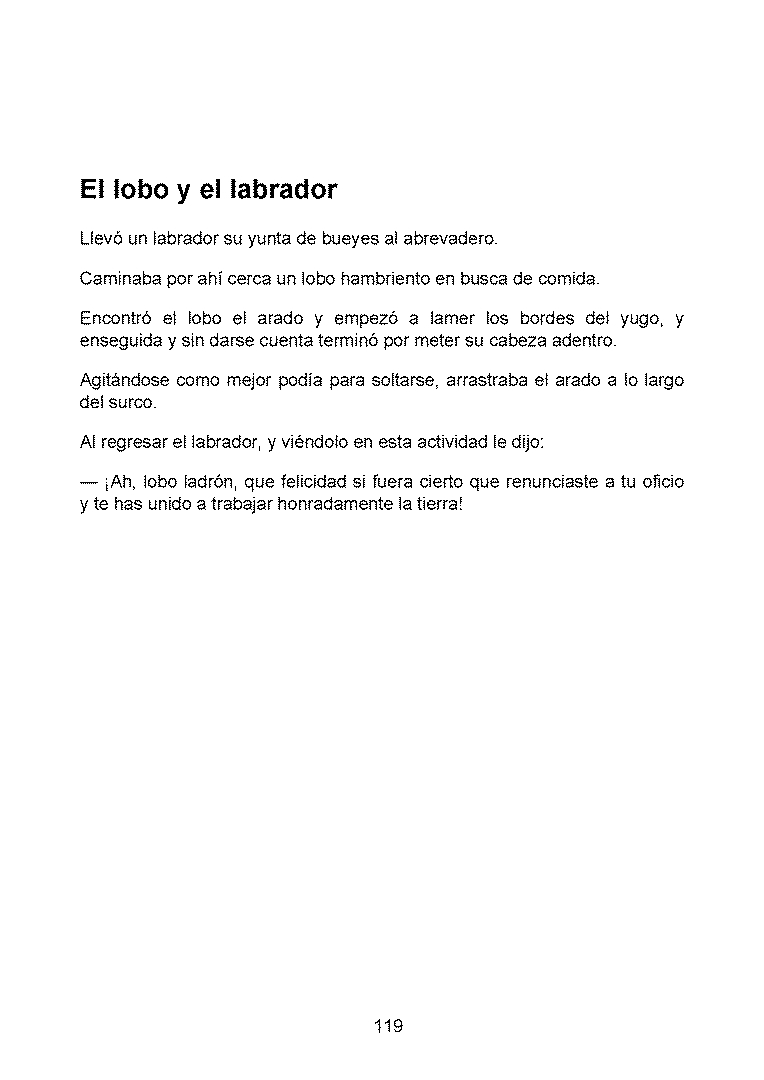 El lobo y el labrador
Llevó un labrador su yunta de bueyes al abrevadero.
Caminaba por ahí cerca un lobo hambriento en busca de comida.
Encontró el lobo el arado y empezó a lamer los bordes del yugo, y
enseguida y sin darse cuenta terminó por meter su cabeza adentro.
Agitándose como mejor podía para soltarse, arrastraba el arado a lo largo
del surco.
Al regresar el labrador, y viéndolo en esta actividad le dijo:
— ¡Ah, lobo ladrón, que felicidad si fuera cierto que renunciaste a tu oficio
y te has unido a trabajar honradamente la tierra!
119